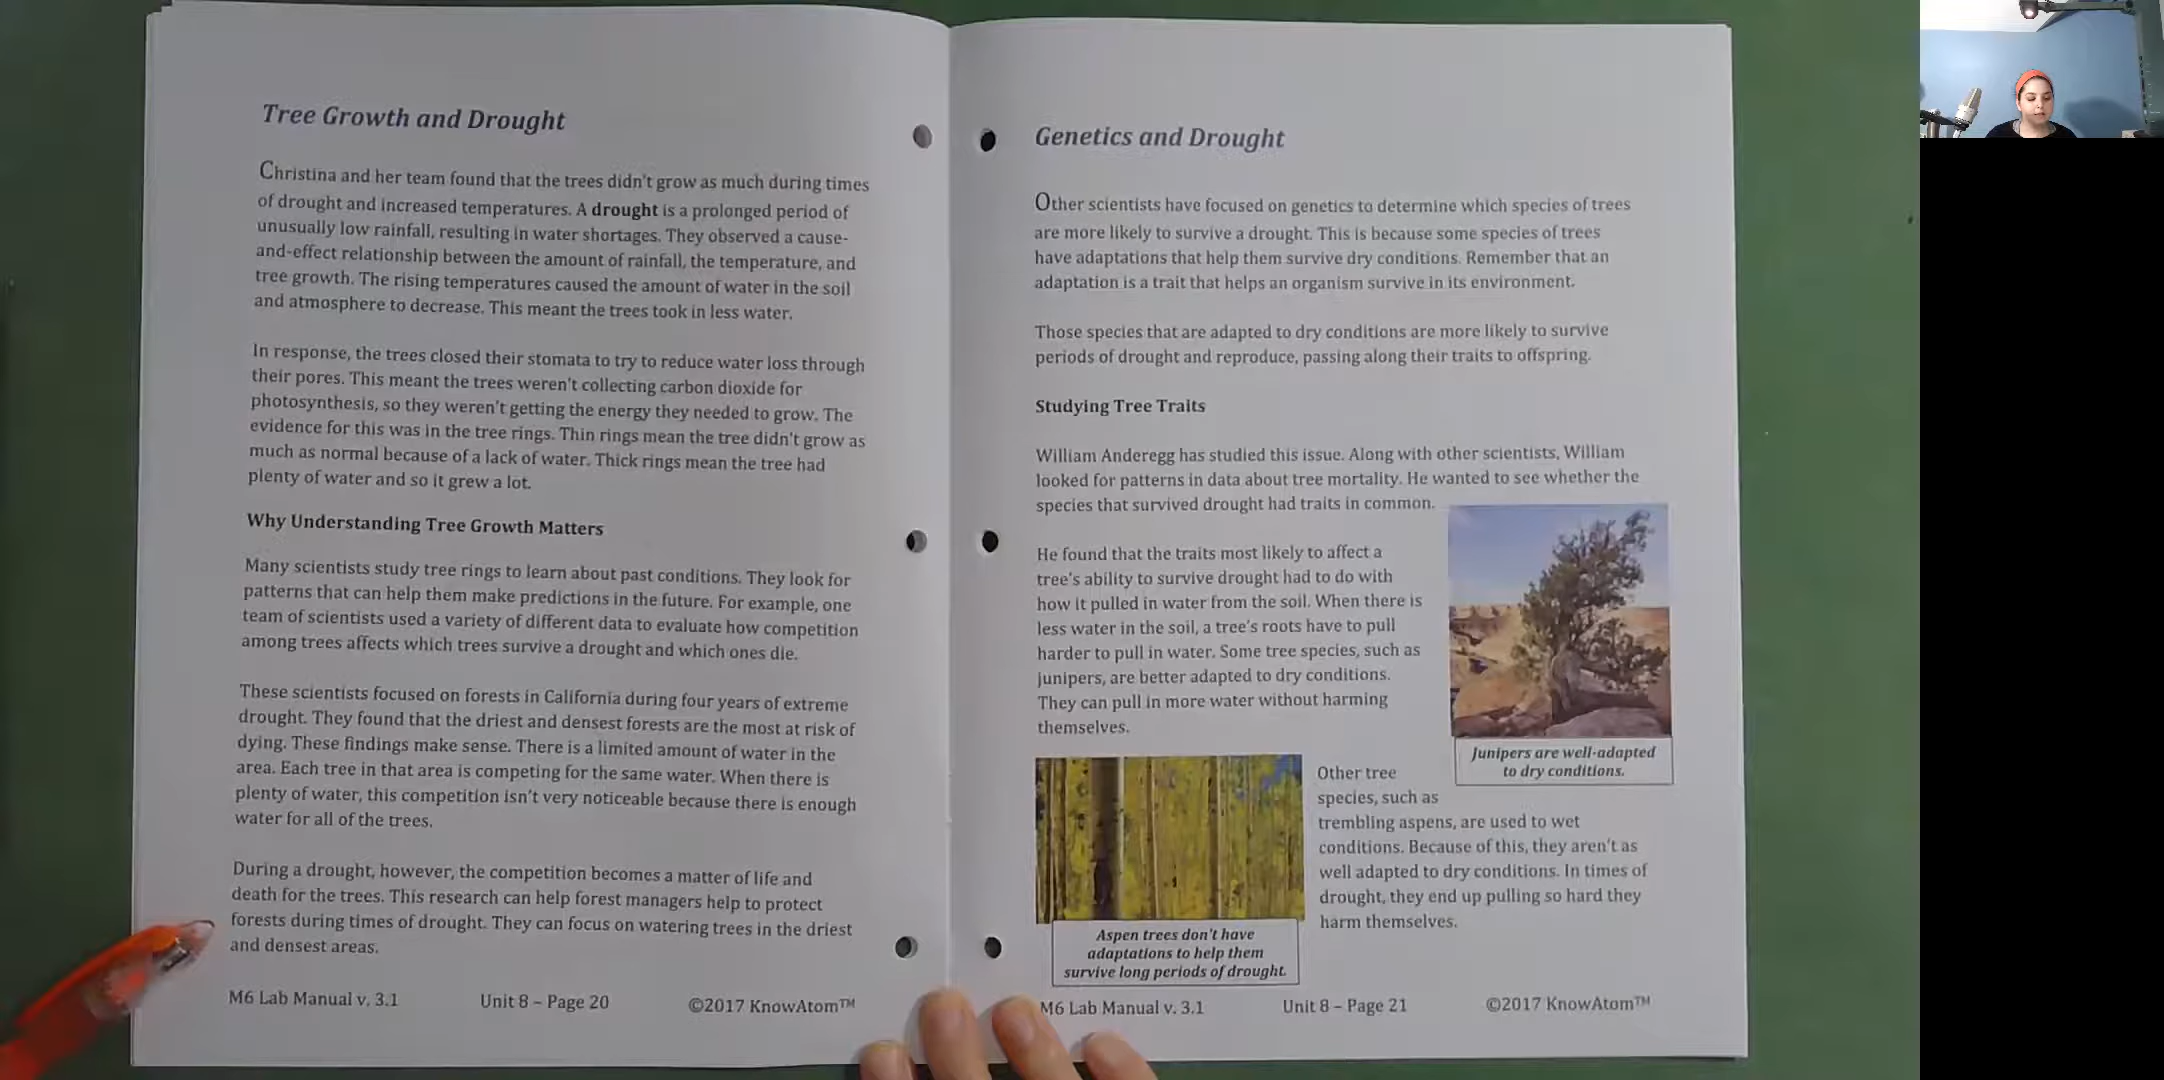 Tree Growth and Drought
Christina and her team found that the trees didn't grow as much during times
of drought and increased temperatures. A drought is a prolonged period of
unusually low rainfall, resulting in water shortages. They observed a cause-
and-effect relationship between the amount of rainfall, the temperature, and
tree growth. The rising temperatures caused the amount of water in the soil
and atmosphere to decrease. This meant the trees took in less water.
In response, the trees closed their stomata to try to reduce water loss through
their pores. This meant the trees weren't collecting carbon dioxide for
photosynthesis, so they weren't getting the energy they needed to grow. The
evidence for this was in the tree rings. Thin rings mean the tree didn't grow as
much as normal because of a lack of water. Thick rings mean the tree had
plenty of water and so it grew a lot.
Why Understanding Tree Growth Matters
Many scientists study tree rings to learn about past conditions. They look for
patterns that can help them make predictions in the future. For example, one
team of scientists used a variety of different data to evaluate how competition
among trees affects which trees survive a drought and which ones die.
These scientists focused on forests in California during four years of extreme
drought. They found that the driest and densest forests are the most at risk of
dying. These findings make sense. There is a limited amount of water in the
area. Each tree in that area is competing for the same water. When there is
plenty of water, this competition isn't very noticeable because there is enough
water for all of the trees.
During a drought, however, the competition becomes a matter of life and
death for the trees. This research can help forest managers help to protect
forests during times of drought. They can focus on watering trees in the driest
and densest areas.
M6 Lab Manual v. 3.1 Unit 8 – Page 20 ©2017 KnowAtom™
Genetics and Drought
Other scientists have focused on genetics to determine which species of trees
are more likely to survive a drought. This is because some species of trees
have adaptations that help them survive dry conditions. Remember that an
adaptation is a trait that helps an organism survive in its environment.
Those species that are adapted to dry conditions are more likely to survive
periods of drought and reproduce, passing along their traits to offspring.
Studying Tree Traits
William Anderegg has studied this issue. Along with other scientists, William
looked for patterns in data about tree mortality. He wanted to see whether the
species that survived drought had traits in common.
He found that the traits most likely to affect a
tree's ability to survive drought had to do with
how it pulled in water from the soil. When there is
less water in the soil, a tree's roots have to pull
harder to pull in water. Some tree species, such as
junipers, are better adapted to dry conditions.
They can pull in more water without harming
themselves.
Junipers are well-adapted
to dry conditions.
Other tree
species, such as
trembling aspens, are used to wet
conditions. Because of this, they aren't as
well adapted to dry conditions. In times of
drought, they end up pulling so hard they
harm themselves.
Aspen trees don't have
adaptations to help them
survive long periods of drought.
M6 Lab Manual v. 3.1 Unit 8 – Page 21 ©2017 KnowAtom™